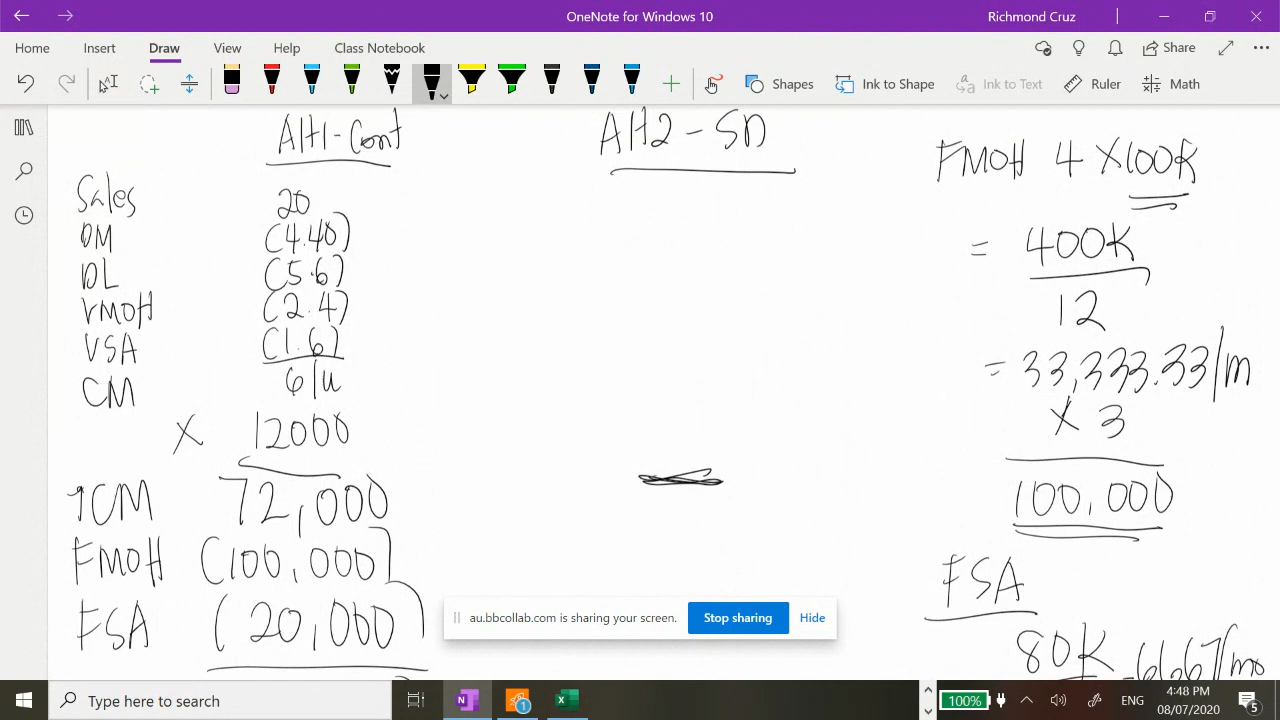 OneNote for Windows 10
Richmond Cruz
Home Insert Draw View Help Class Notebook
Share
Shapes
Ink to Shape
Ink to Text
Ruler
Math
Alt1-Cont
Sales 20
DM (4.40)
DL (5.6)
VMOH (2.4)
VSA (1.6)
CM 6/u
X 12000
TCM 72,000
FMOH (100,000)
FSA (20,000)
Alt2 - SD
FMOH 4 X 100K
= 400K
12
= 33,333.33/m
X 3
100,000
FSA
80K - 6,667/mo
au.bbcollab.com is sharing your screen.
Stop sharing
Hide
Type here to search
1
100%
ENG
4:48 PM
08/07/2020
5